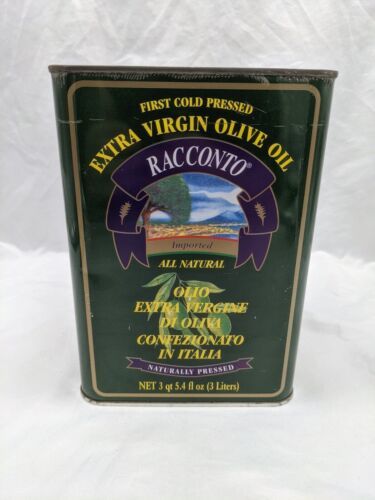 FIRST COLD PRESSED
EXTRA VIRGIN OLIVE OIL
RACCONTO®
Imported
ALL NATURAL
OLIO
EXTRA VERGINE
DI OLIVA
CONFEZIONATO
IN ITALIA
NATURALLY PRESSED
NET 3 qt 5.4 fl oz (3 Liters)